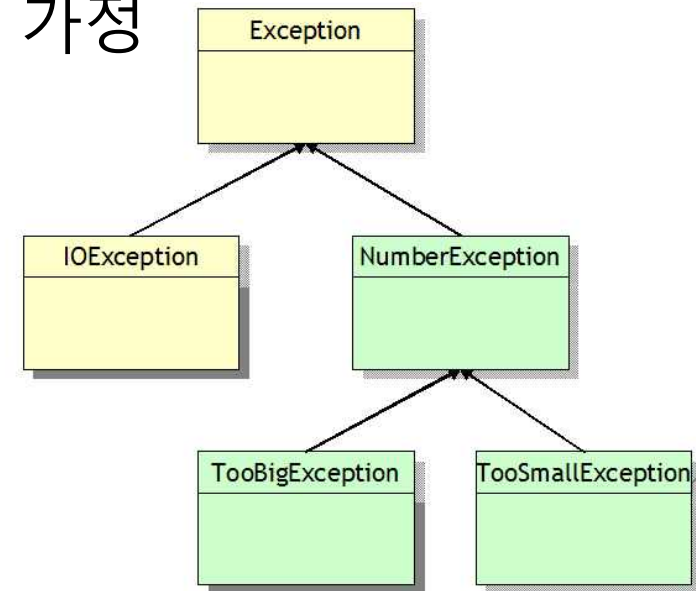 가정
Exception
IOException
NumberException
TooBigException
TooSmallException